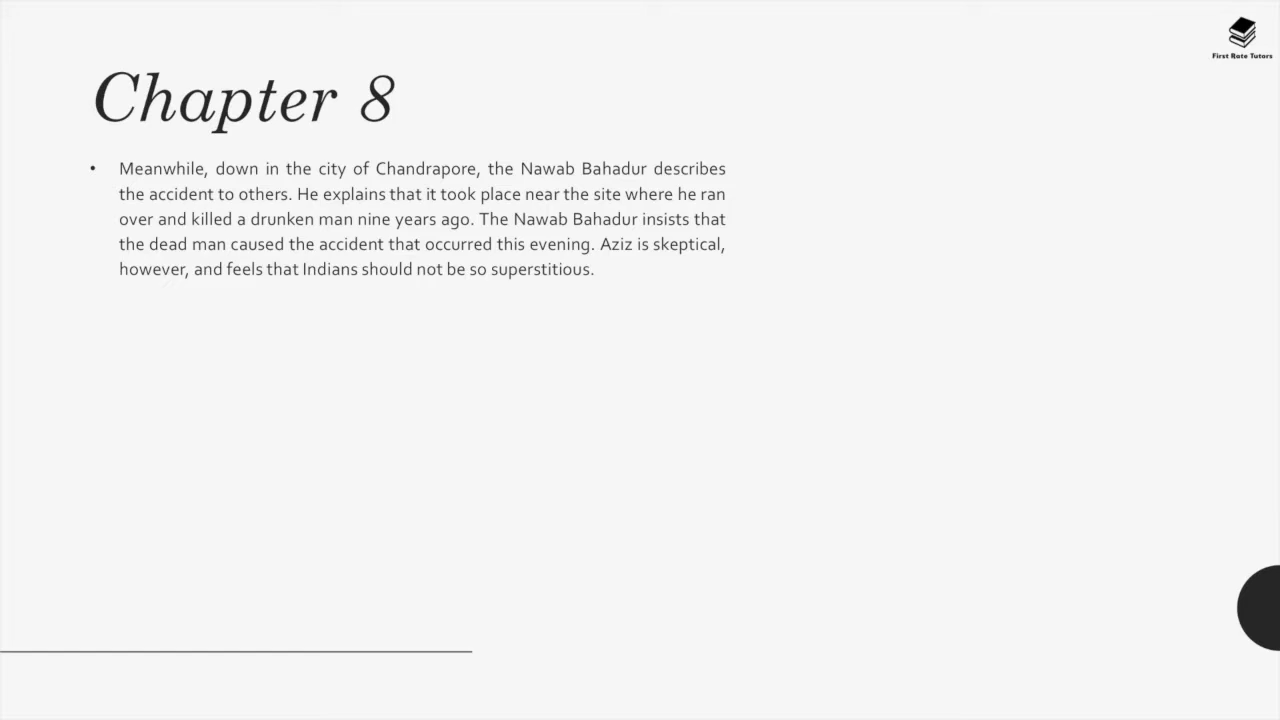 First Rate Tutors
Chapter 8
• Meanwhile, down in the city of Chandrapore, the Nawab Bahadur describes
the accident to others. He explains that it took place near the site where he ran
over and killed a drunken man nine years ago. The Nawab Bahadur insists that
the dead man caused the accident that occurred this evening. Aziz is skeptical,
however, and feels that Indians should not be so superstitious.